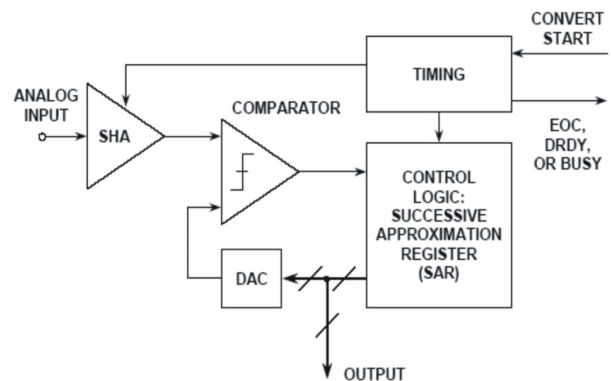 CONVERT
START
TIMING
ANALOG
INPUT
COMPARATOR
SHA
EOC,
DRDY,
OR BUSY
CONTROL
LOGIC:
SUCCESSIVE
APPROXIMATION
REGISTER
(SAR)
DAC
OUTPUT